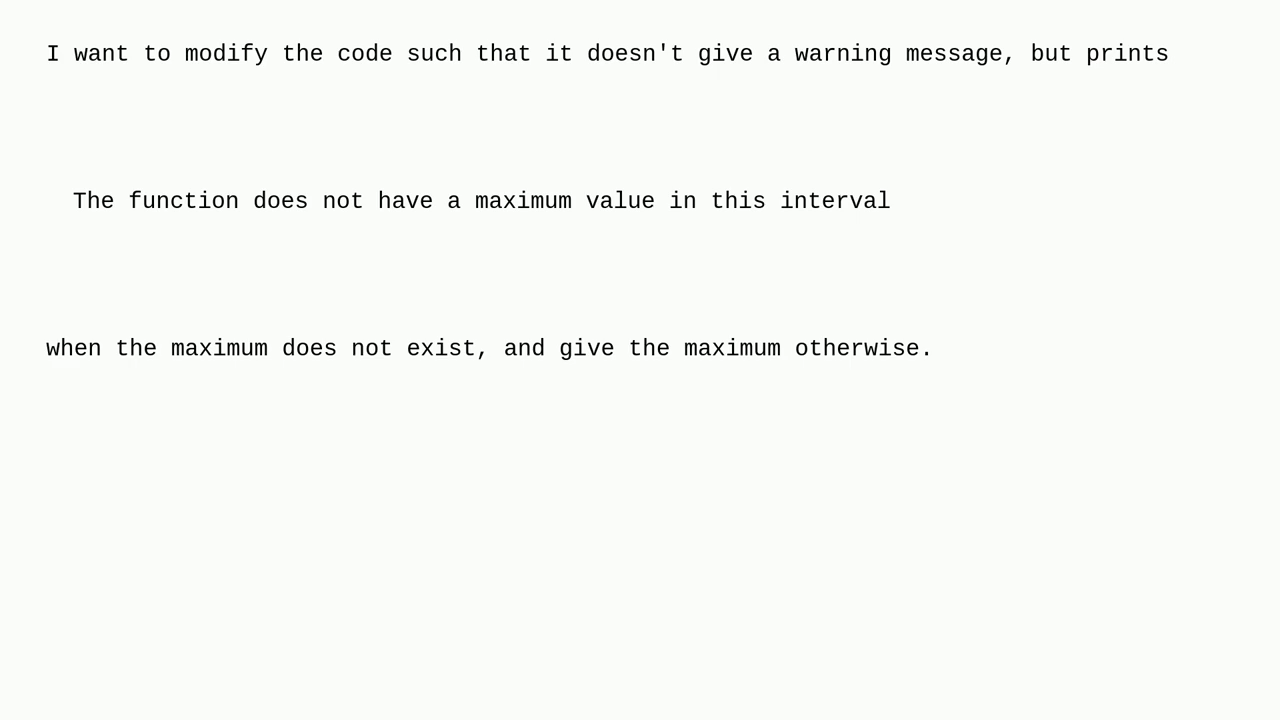 I want to modify the code such that it doesn't give a warning message, but prints
The function does not have a maximum value in this interval
when the maximum does not exist, and give the maximum otherwise.